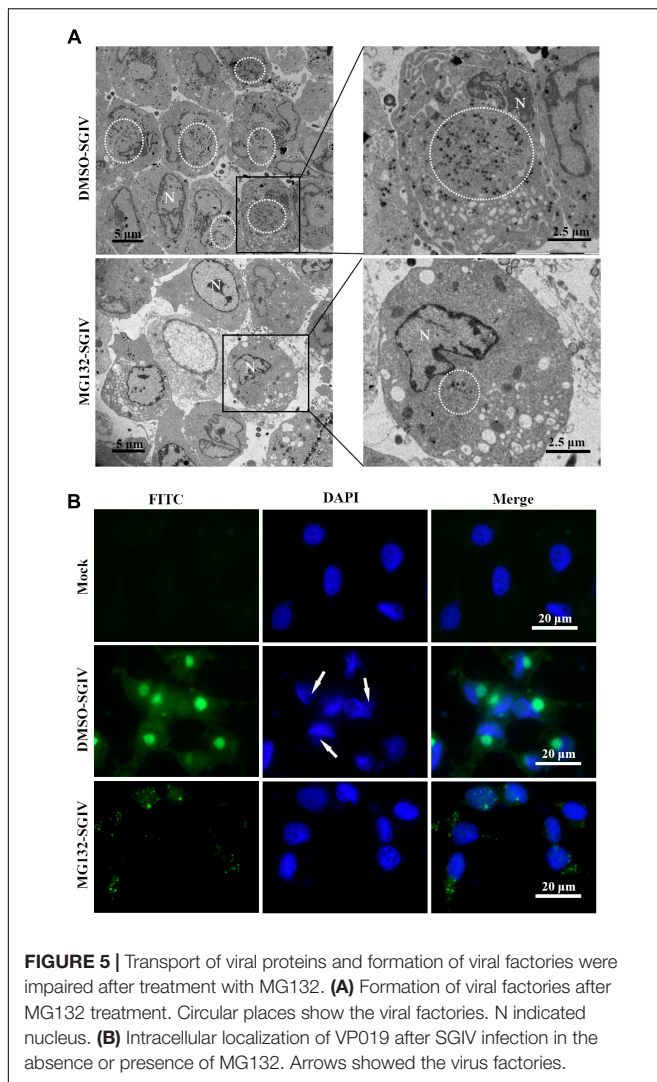 A
DMSO-SGIV
N
5 µm
N
2.5 µm
MG132-SGIV
N
N
5 µm
N
2.5 µm
B
FITC
DAPI
Merge
Mock
20 µm
DMSO-SGIV
20 µm
MG132-SGIV
20 µm
FIGURE 5 | Transport of viral proteins and formation of viral factories were
impaired after treatment with MG132. (A) Formation of viral factories after
MG132 treatment. Circular places show the viral factories. N indicated
nucleus. (B) Intracellular localization of VP019 after SGIV infection in the
absence or presence of MG132. Arrows showed the virus factories.